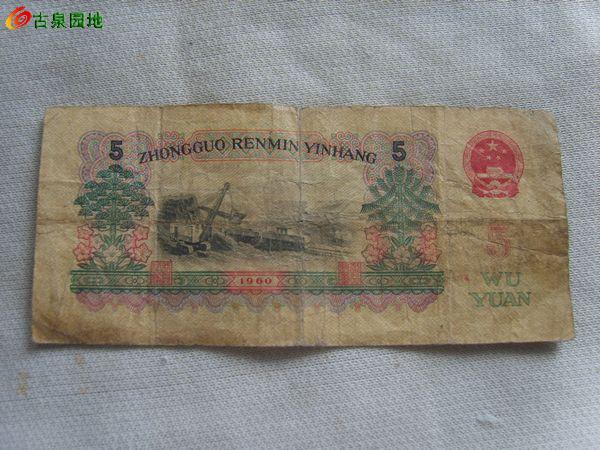 古泉园地
5 ZHONGGUO RENMIN YINHANG 5
5
1960
WU
YUAN